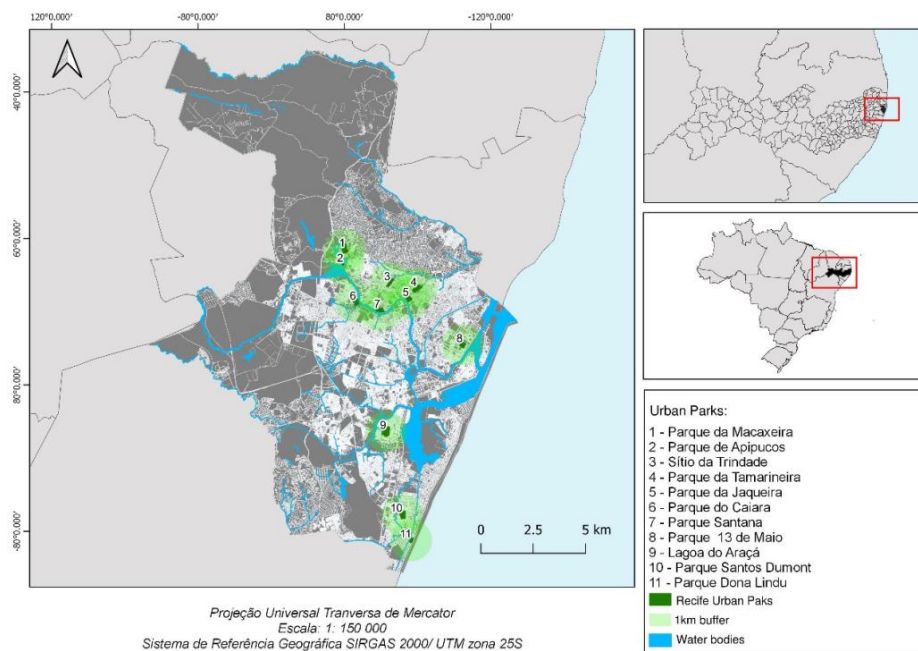 120°0.000'
-80°0.000'
80°0.000'
-120°0.000'
40°0.000'
60°0.000'
80°0.000'
-80°0.000'
1
2
3
4
5
6
7
8
9
10
11
0 2.5 5 km
Urban Parks:
1 - Parque da Macaxeira
2 - Parque de Apipucos
3 - Sítio da Trindade
4 - Parque da Tamarineira
5 - Parque da Jaqueira
6 - Parque do Caiara
7 - Parque Santana
8 - Parque 13 de Maio
9 - Lagoa do Araçá
10 - Parque Santos Dumont
11 - Parque Dona Lindu
Recife Urban Paks
1km buffer
Water bodies
Projeção Universal Tranversa de Mercator
Escala: 1: 150 000
Sistema de Referência Geográfica SIRGAS 2000/ UTM zona 25S